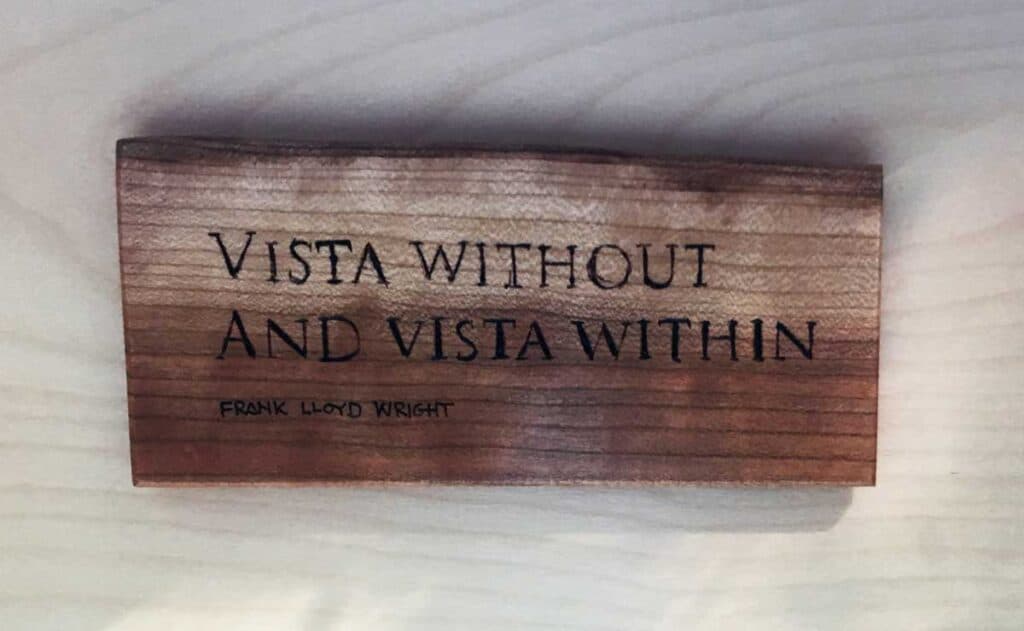 VISTA WITHOUT
AND VISTA WITHIN
FRANK LLOYD WRIGHT